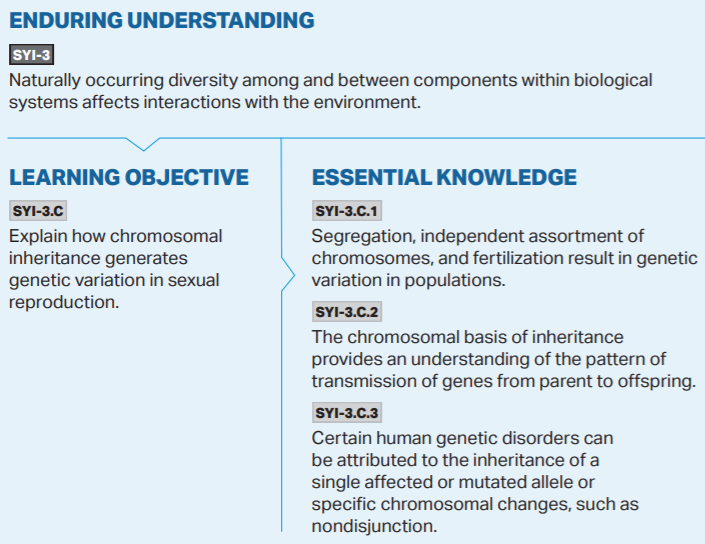 ENDURING UNDERSTANDING
SYI-3
Naturally occurring diversity among and between components within biological
systems affects interactions with the environment.
LEARNING OBJECTIVE
SYI-3.C
Explain how chromosomal
inheritance generates
genetic variation in sexual
reproduction.
ESSENTIAL KNOWLEDGE
SYI-3.C.1
Segregation, independent assortment of
chromosomes, and fertilization result in genetic
variation in populations.
SYI-3.C.2
The chromosomal basis of inheritance
provides an understanding of the pattern of
transmission of genes from parent to offspring.
SYI-3.C.3
Certain human genetic disorders can
be attributed to the inheritance of a
single affected or mutated allele or
specific chromosomal changes, such as
nondisjunction.